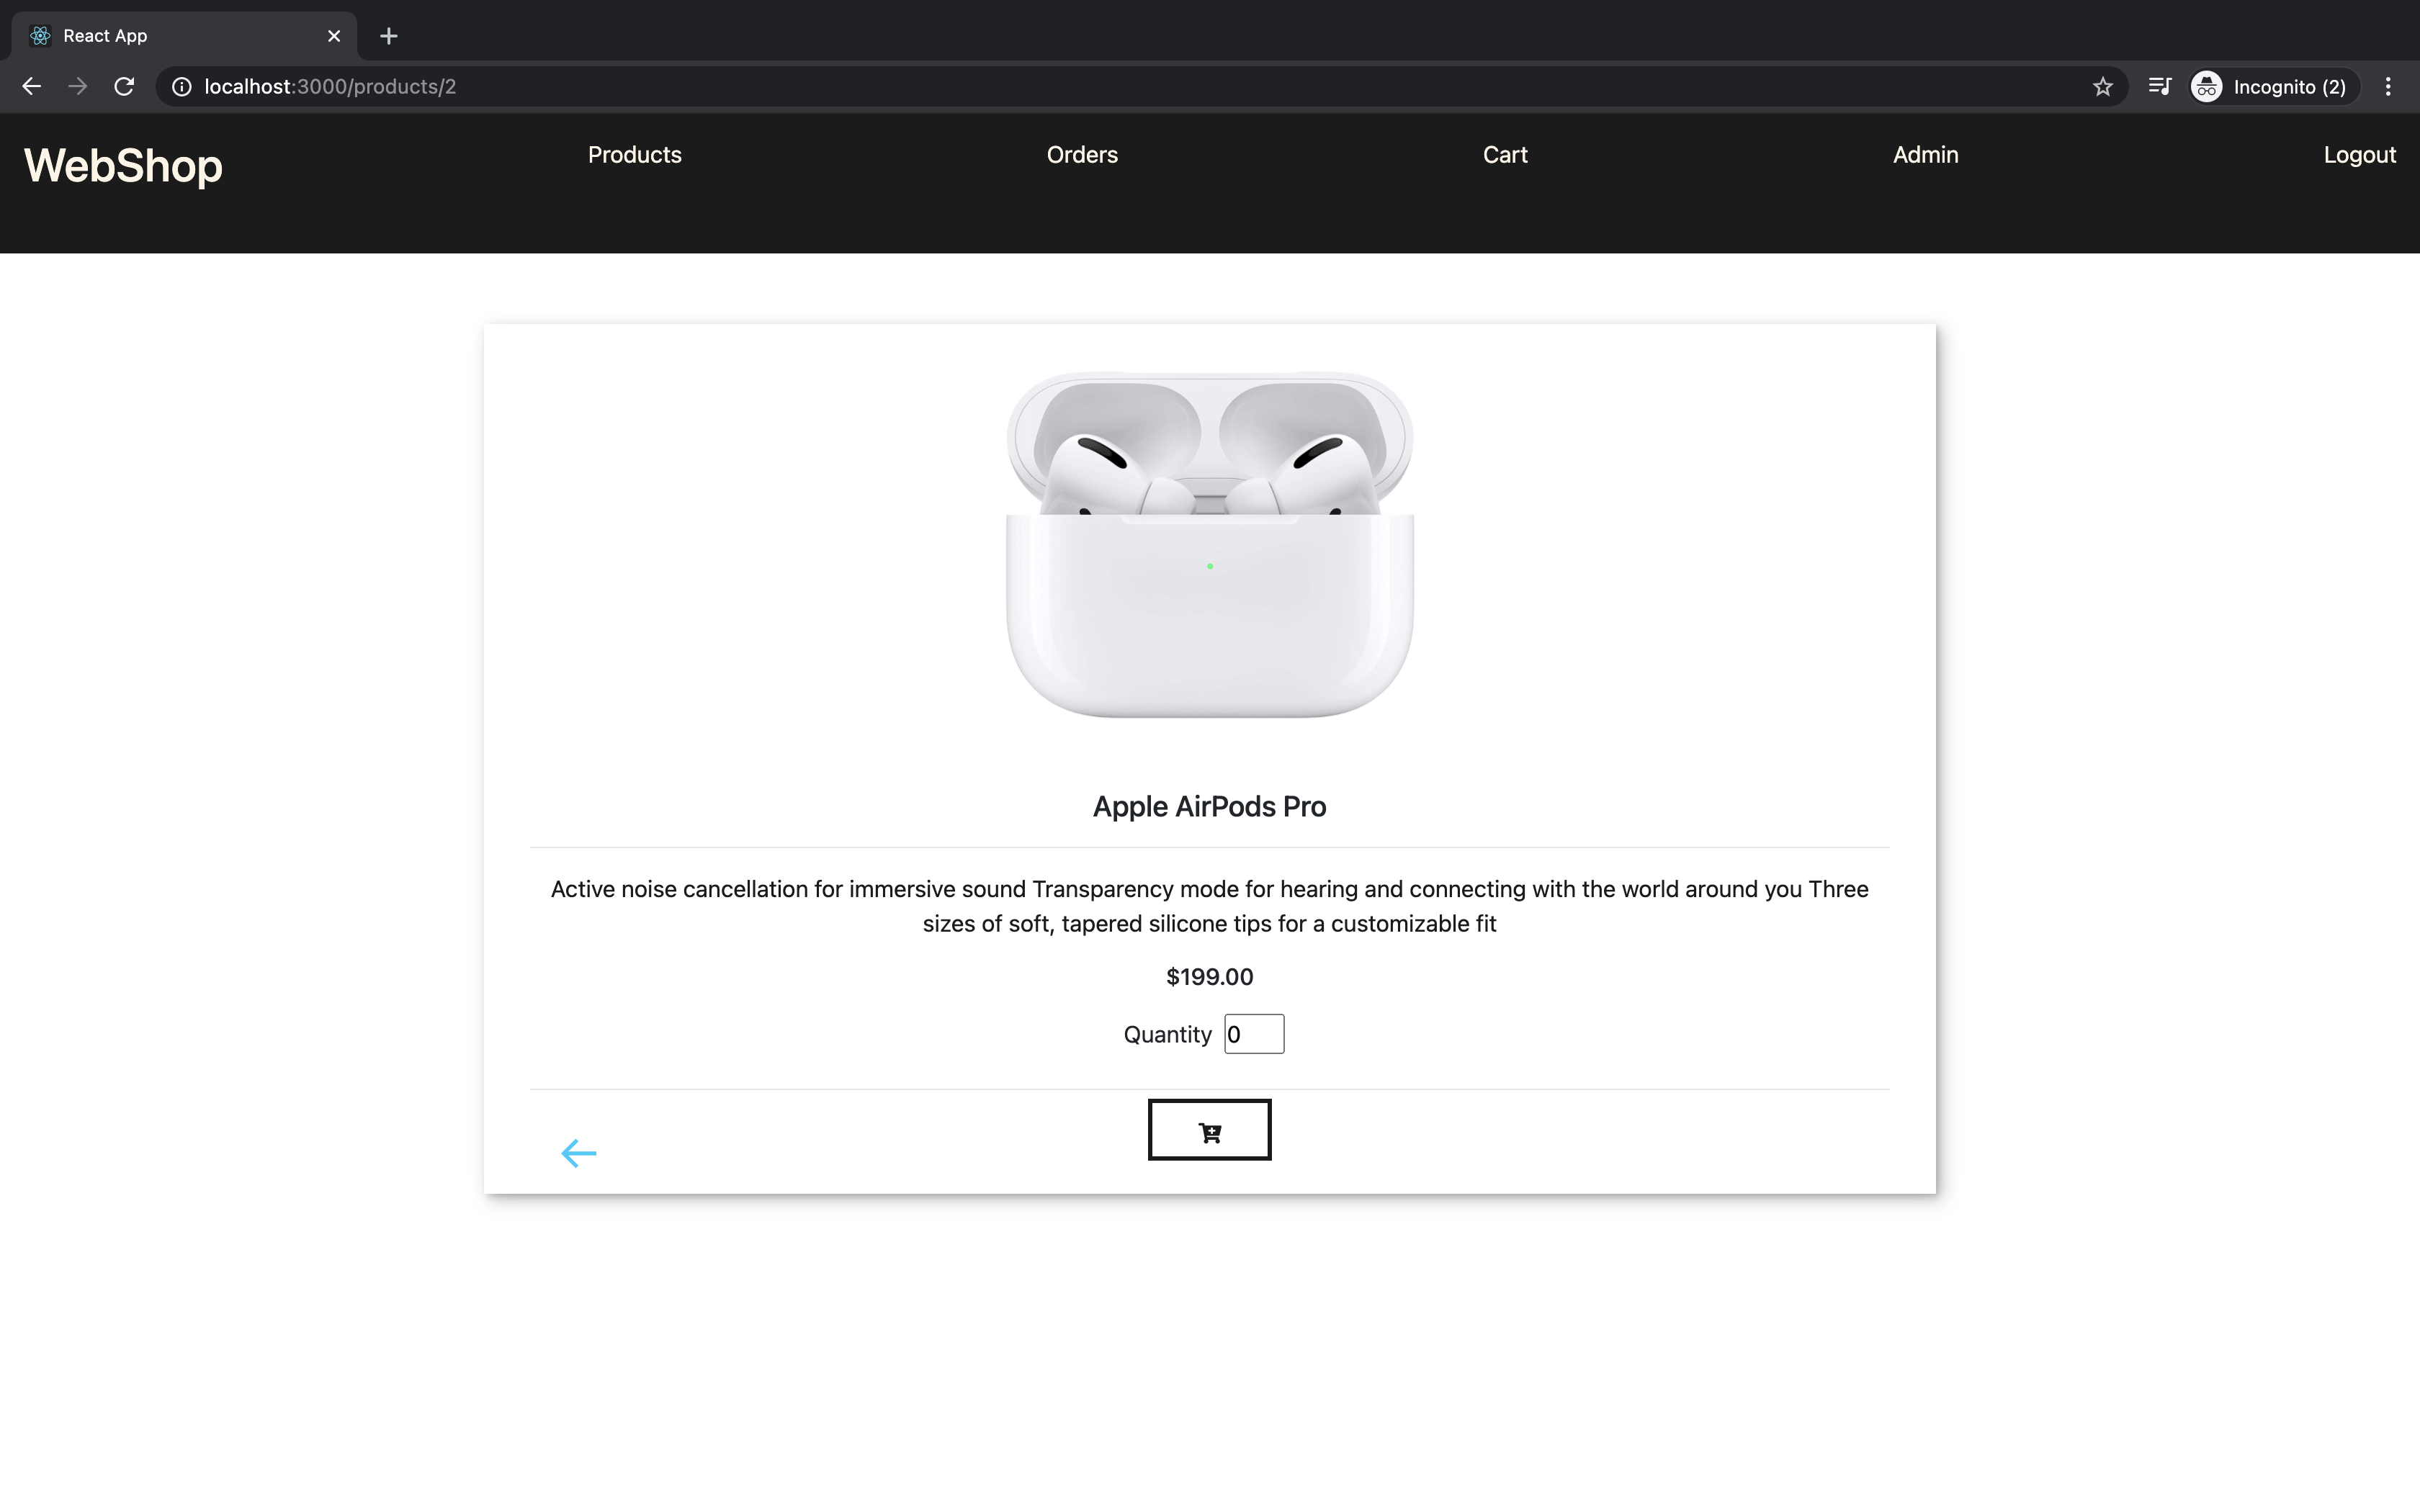 React App
localhost:3000/products/2
Incognito (2)
WebShop
Products
Orders
Cart
Admin
Logout
Apple AirPods Pro
Active noise cancellation for immersive sound Transparency mode for hearing and connecting with the world around you Three
sizes of soft, tapered silicone tips for a customizable fit
$199.00
Quantity 0